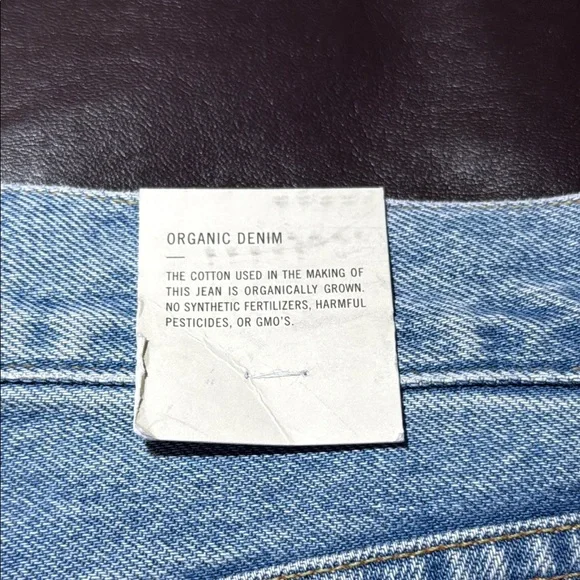 ORGANIC DENIM
THE COTTON USED IN THE MAKING OF
THIS JEAN IS ORGANICALLY GROWN.
NO SYNTHETIC FERTILIZERS, HARMFUL
PESTICIDES, OR GMO'S.